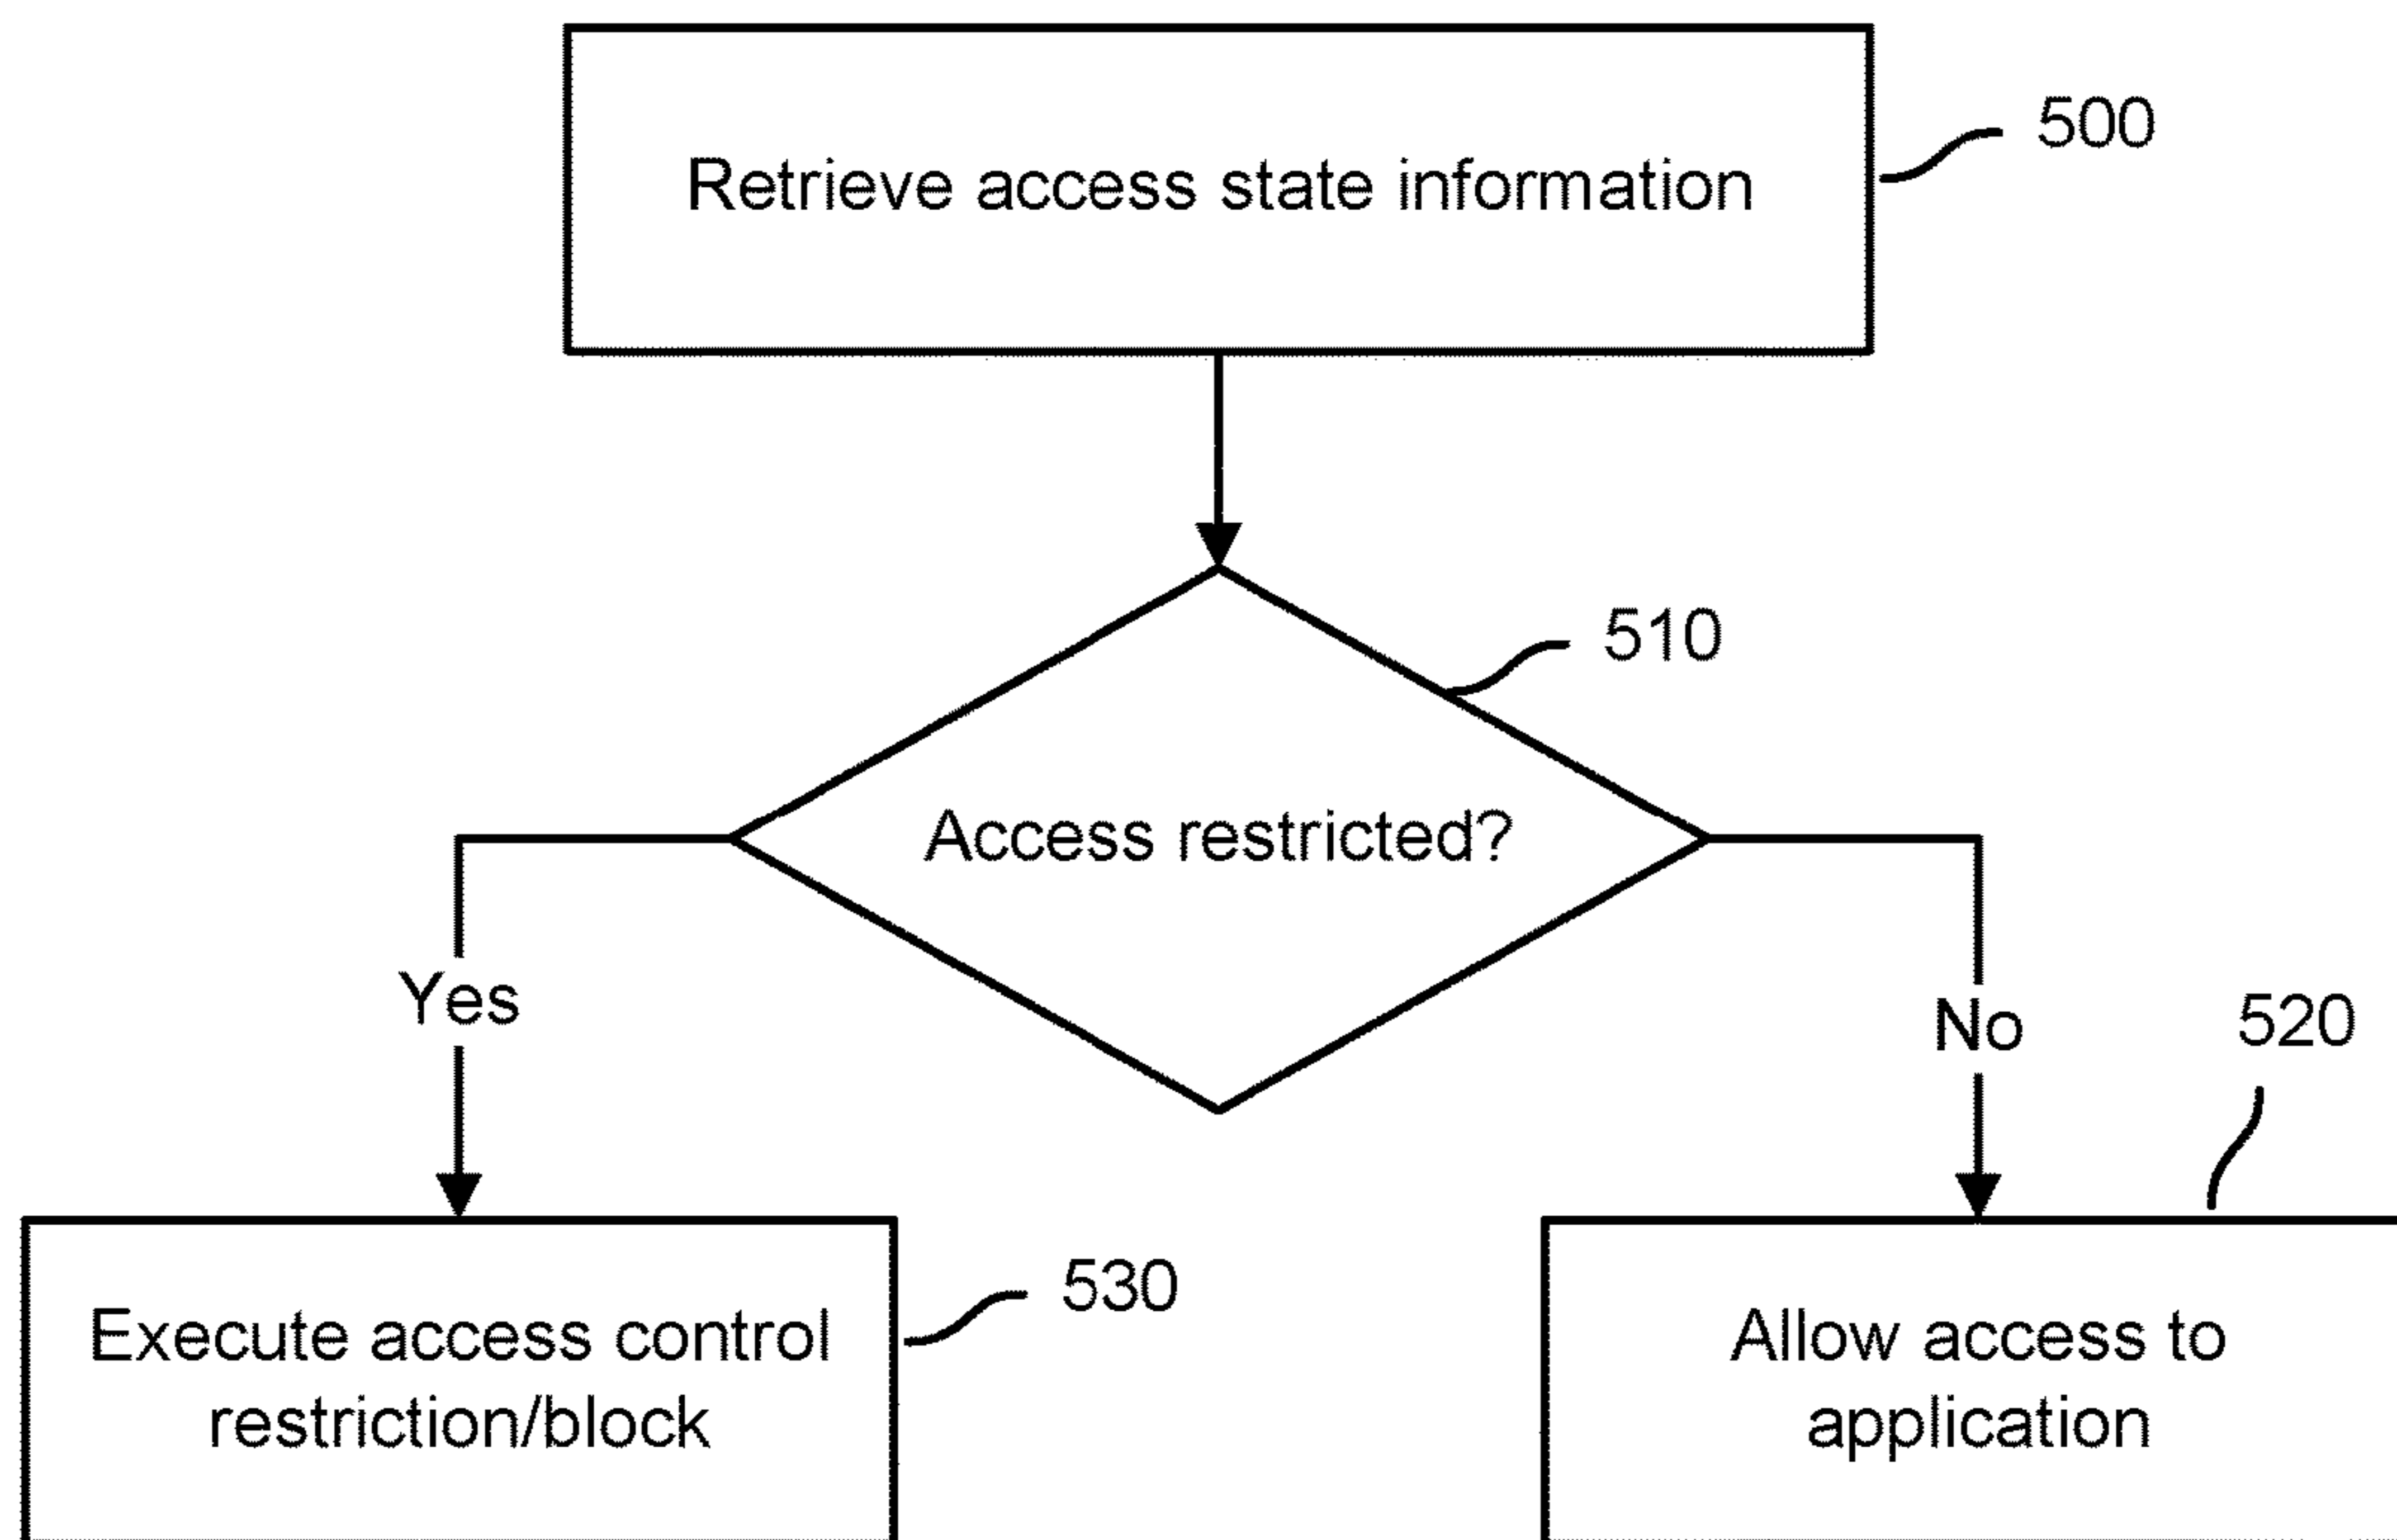 500
Retrieve access state information
510
Access restricted?
Yes
No
520
530
Execute access control
restriction/block
Allow access to
application